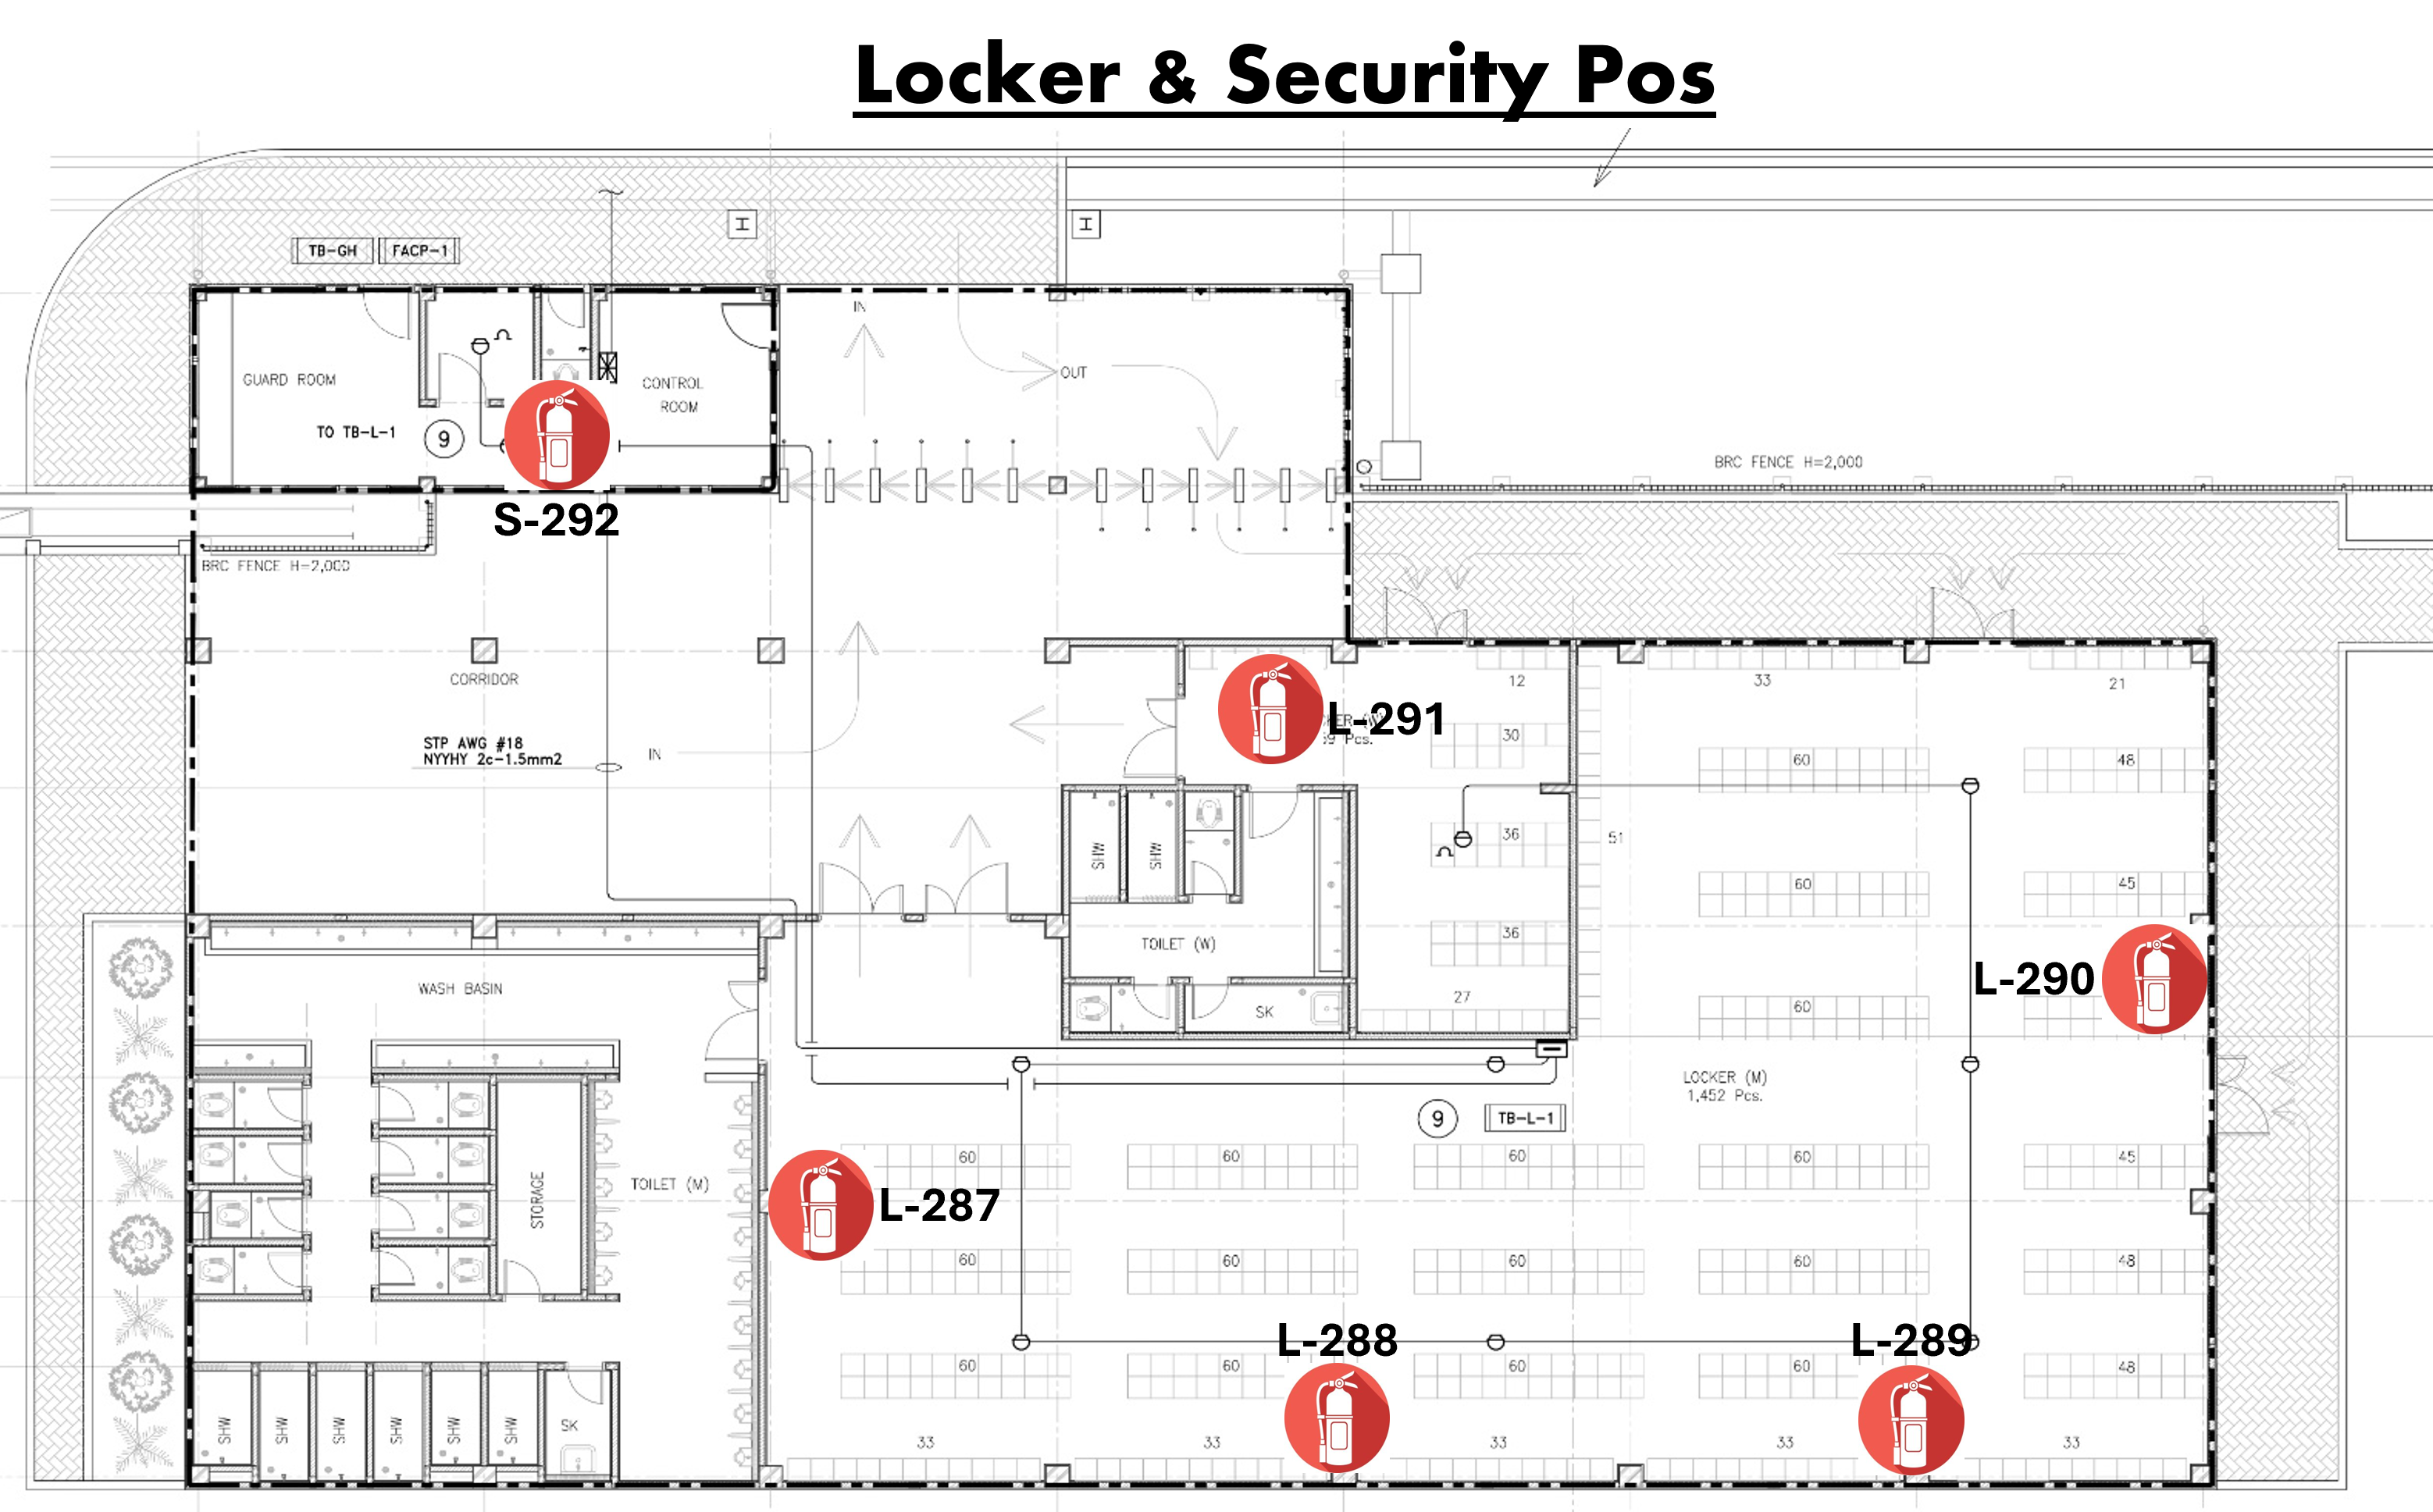 Locker & Security Pos
TB-GH
FACP-1
IN
OUT
GUARD ROOM
CONTROL
ROOM
TO TB-L-1
9
S-292
BRC FENCE H=2,000
BRC FENCE H=2,000
CORRIDOR
STP AWG #18
NYYHY 2c-1.5mm2
IN
L-291
Pcs.
12
33
21
30
60
48
36
51
60
45
36
60
27
SHW
SHW
TOILET (W)
SK
L-290
WASH BASIN
LOCKER (M)
1,452 Pcs.
9
TB-L-1
STORAGE
TOILET (M)
L-287
60
60
60
60
45
60
60
60
60
48
L-288
L-289
60
60
60
60
48
SHW
SHW
SHW
SHW
SHW
SHW
SK
33
33
33
33
33